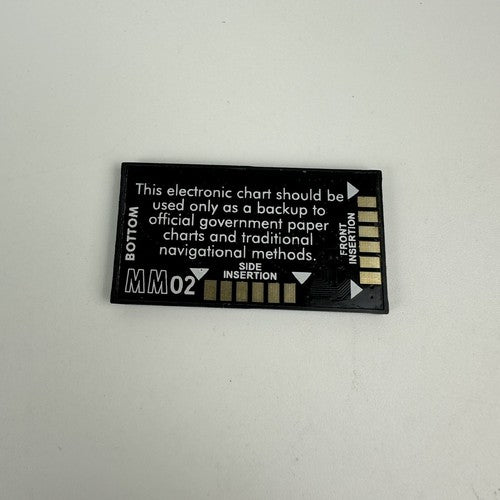 This electronic chart should be
used only as a backup to
official government paper
charts and traditional
navigational methods.
BOTTOM
MM02
SIDE
INSERTION
FRONT
INSERTION